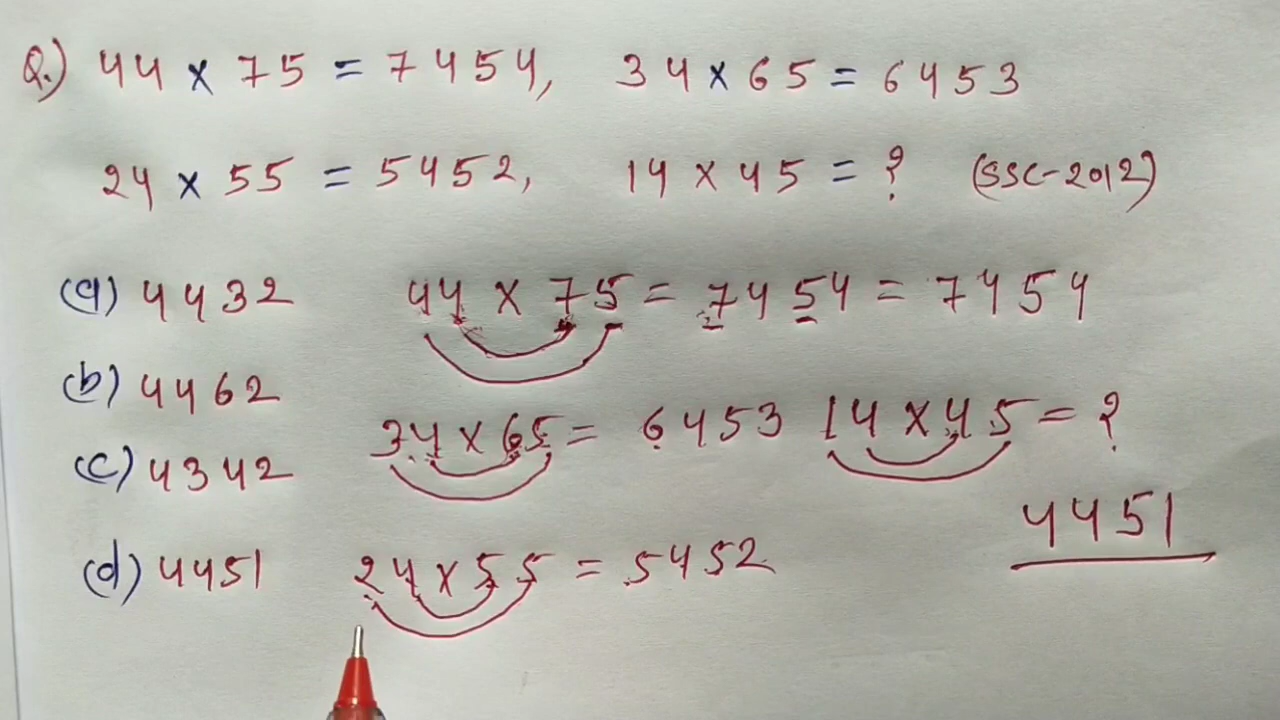 Q.) 44 × 75 = 7454, 34 × 65 = 6453
24 × 55 = 5452, 14 × 45 = ? (SSC-2012)
(a) 4432
44 × 75 = 7454 = 7454
(b) 4462
34 × 65 = 6453
14 × 45 = ?
(c) 4342
4451
(d) 4451
24 × 55 = 5452